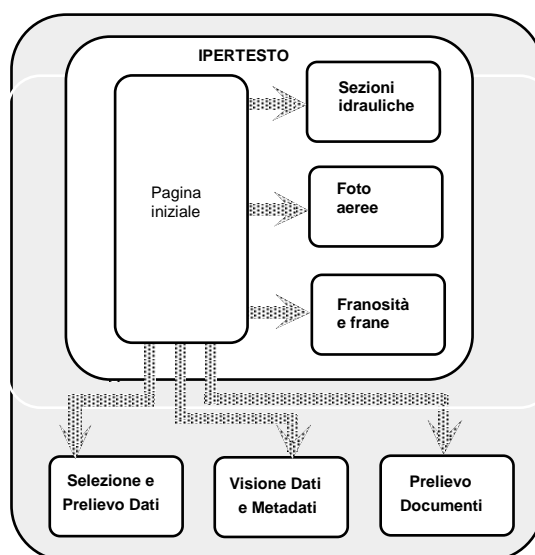 IPERTESTO
Pagina
iniziale
Sezioni
idrauliche
Foto
aeree
Franosità
e frane
Selezione e
Prelievo Dati
Visione Dati
e Metadati
Prelievo
Documenti